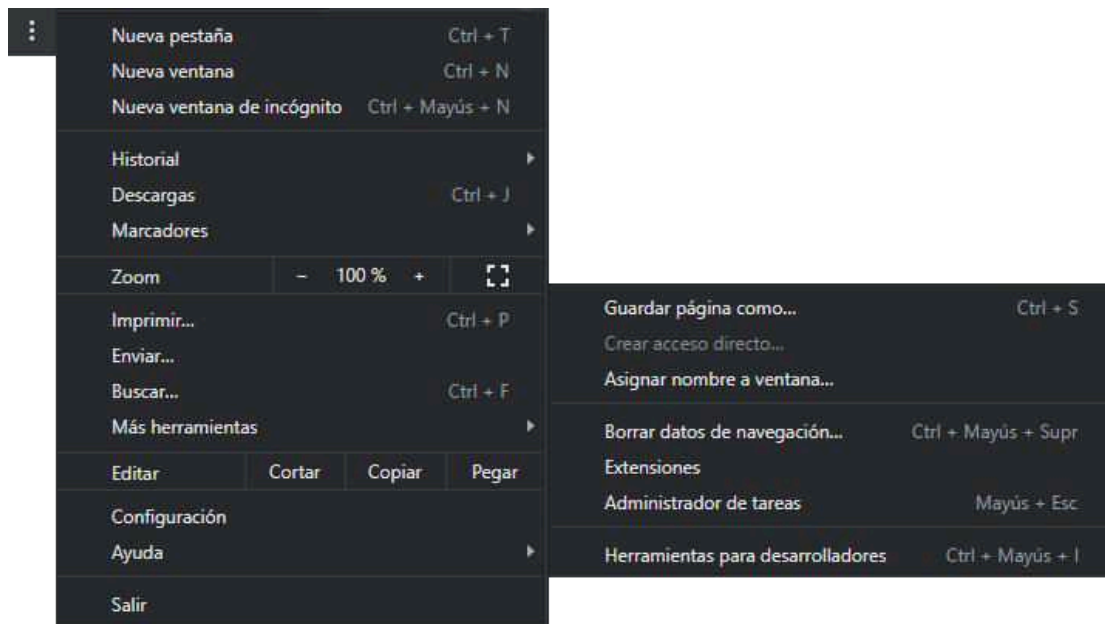 Nueva pestaña Ctrl + T
Nueva ventana Ctrl + N
Nueva ventana de incógnito Ctrl + Mayús + N
Historial
Descargas Ctrl + J
Marcadores
Zoom - 100 % +
Imprimir... Ctrl + P
Enviar...
Buscar... Ctrl + F
Más herramientas
Editar Cortar Copiar Pegar
Configuración
Ayuda
Salir
Guardar página como... Ctrl + S
Crear acceso directo...
Asignar nombre a ventana...
Borrar datos de navegación... Ctrl + Mayús + Supr
Extensiones
Administrador de tareas Mayús + Esc
Herramientas para desarrolladores Ctrl + Mayús + I